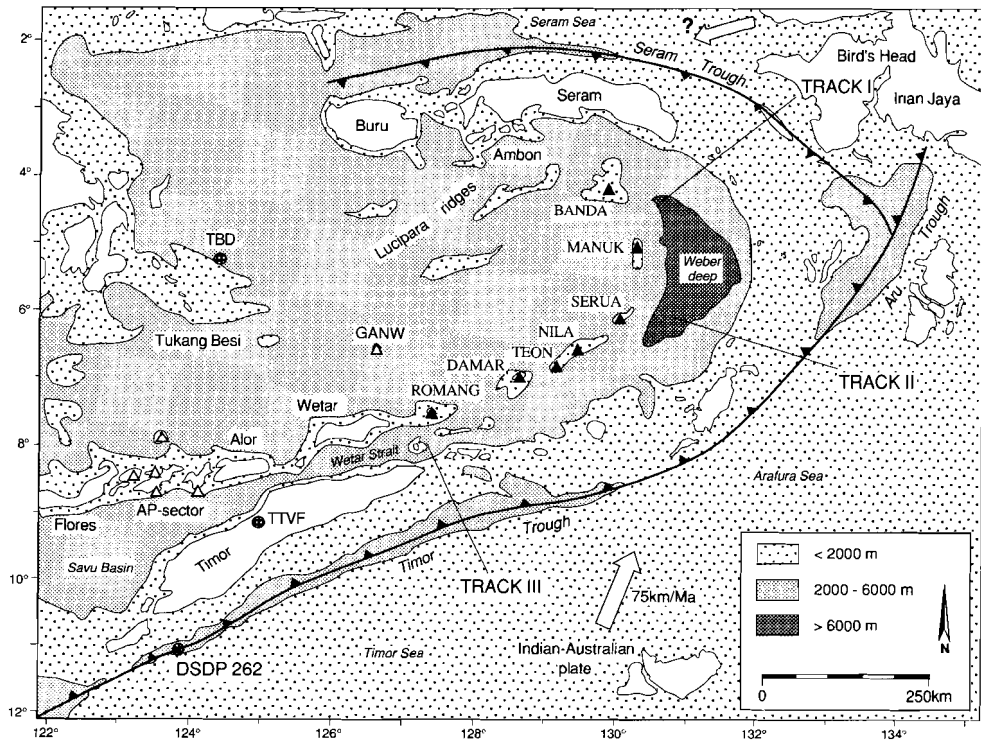 2°
4°
6°
8°
10°
12°
Seram Sea
?
Seram
Trough
Bird's Head
TRACK I
Irian Jaya
Seram
Buru
Ambon
Lucipara ridges
BANDA
MANUK
Weber
deep
TBD
SERUA
Trough
Aru
Tukang Besi
GANW
NILA
TEON
DAMAR
ROMANG
TRACK II
Wetar
Alor
Wetar Strait
Arafura Sea
Flores
AP-sector
TTVF
Timor
Savu Basin
Timor
Trough
TRACK III
75km/Ma
DSDP 262
Timor Sea
Indian-Australian
plate
< 2000 m
2000 - 6000 m
> 6000 m
N
0
250km
122°
124°
126°
128°
130°
132°
134°